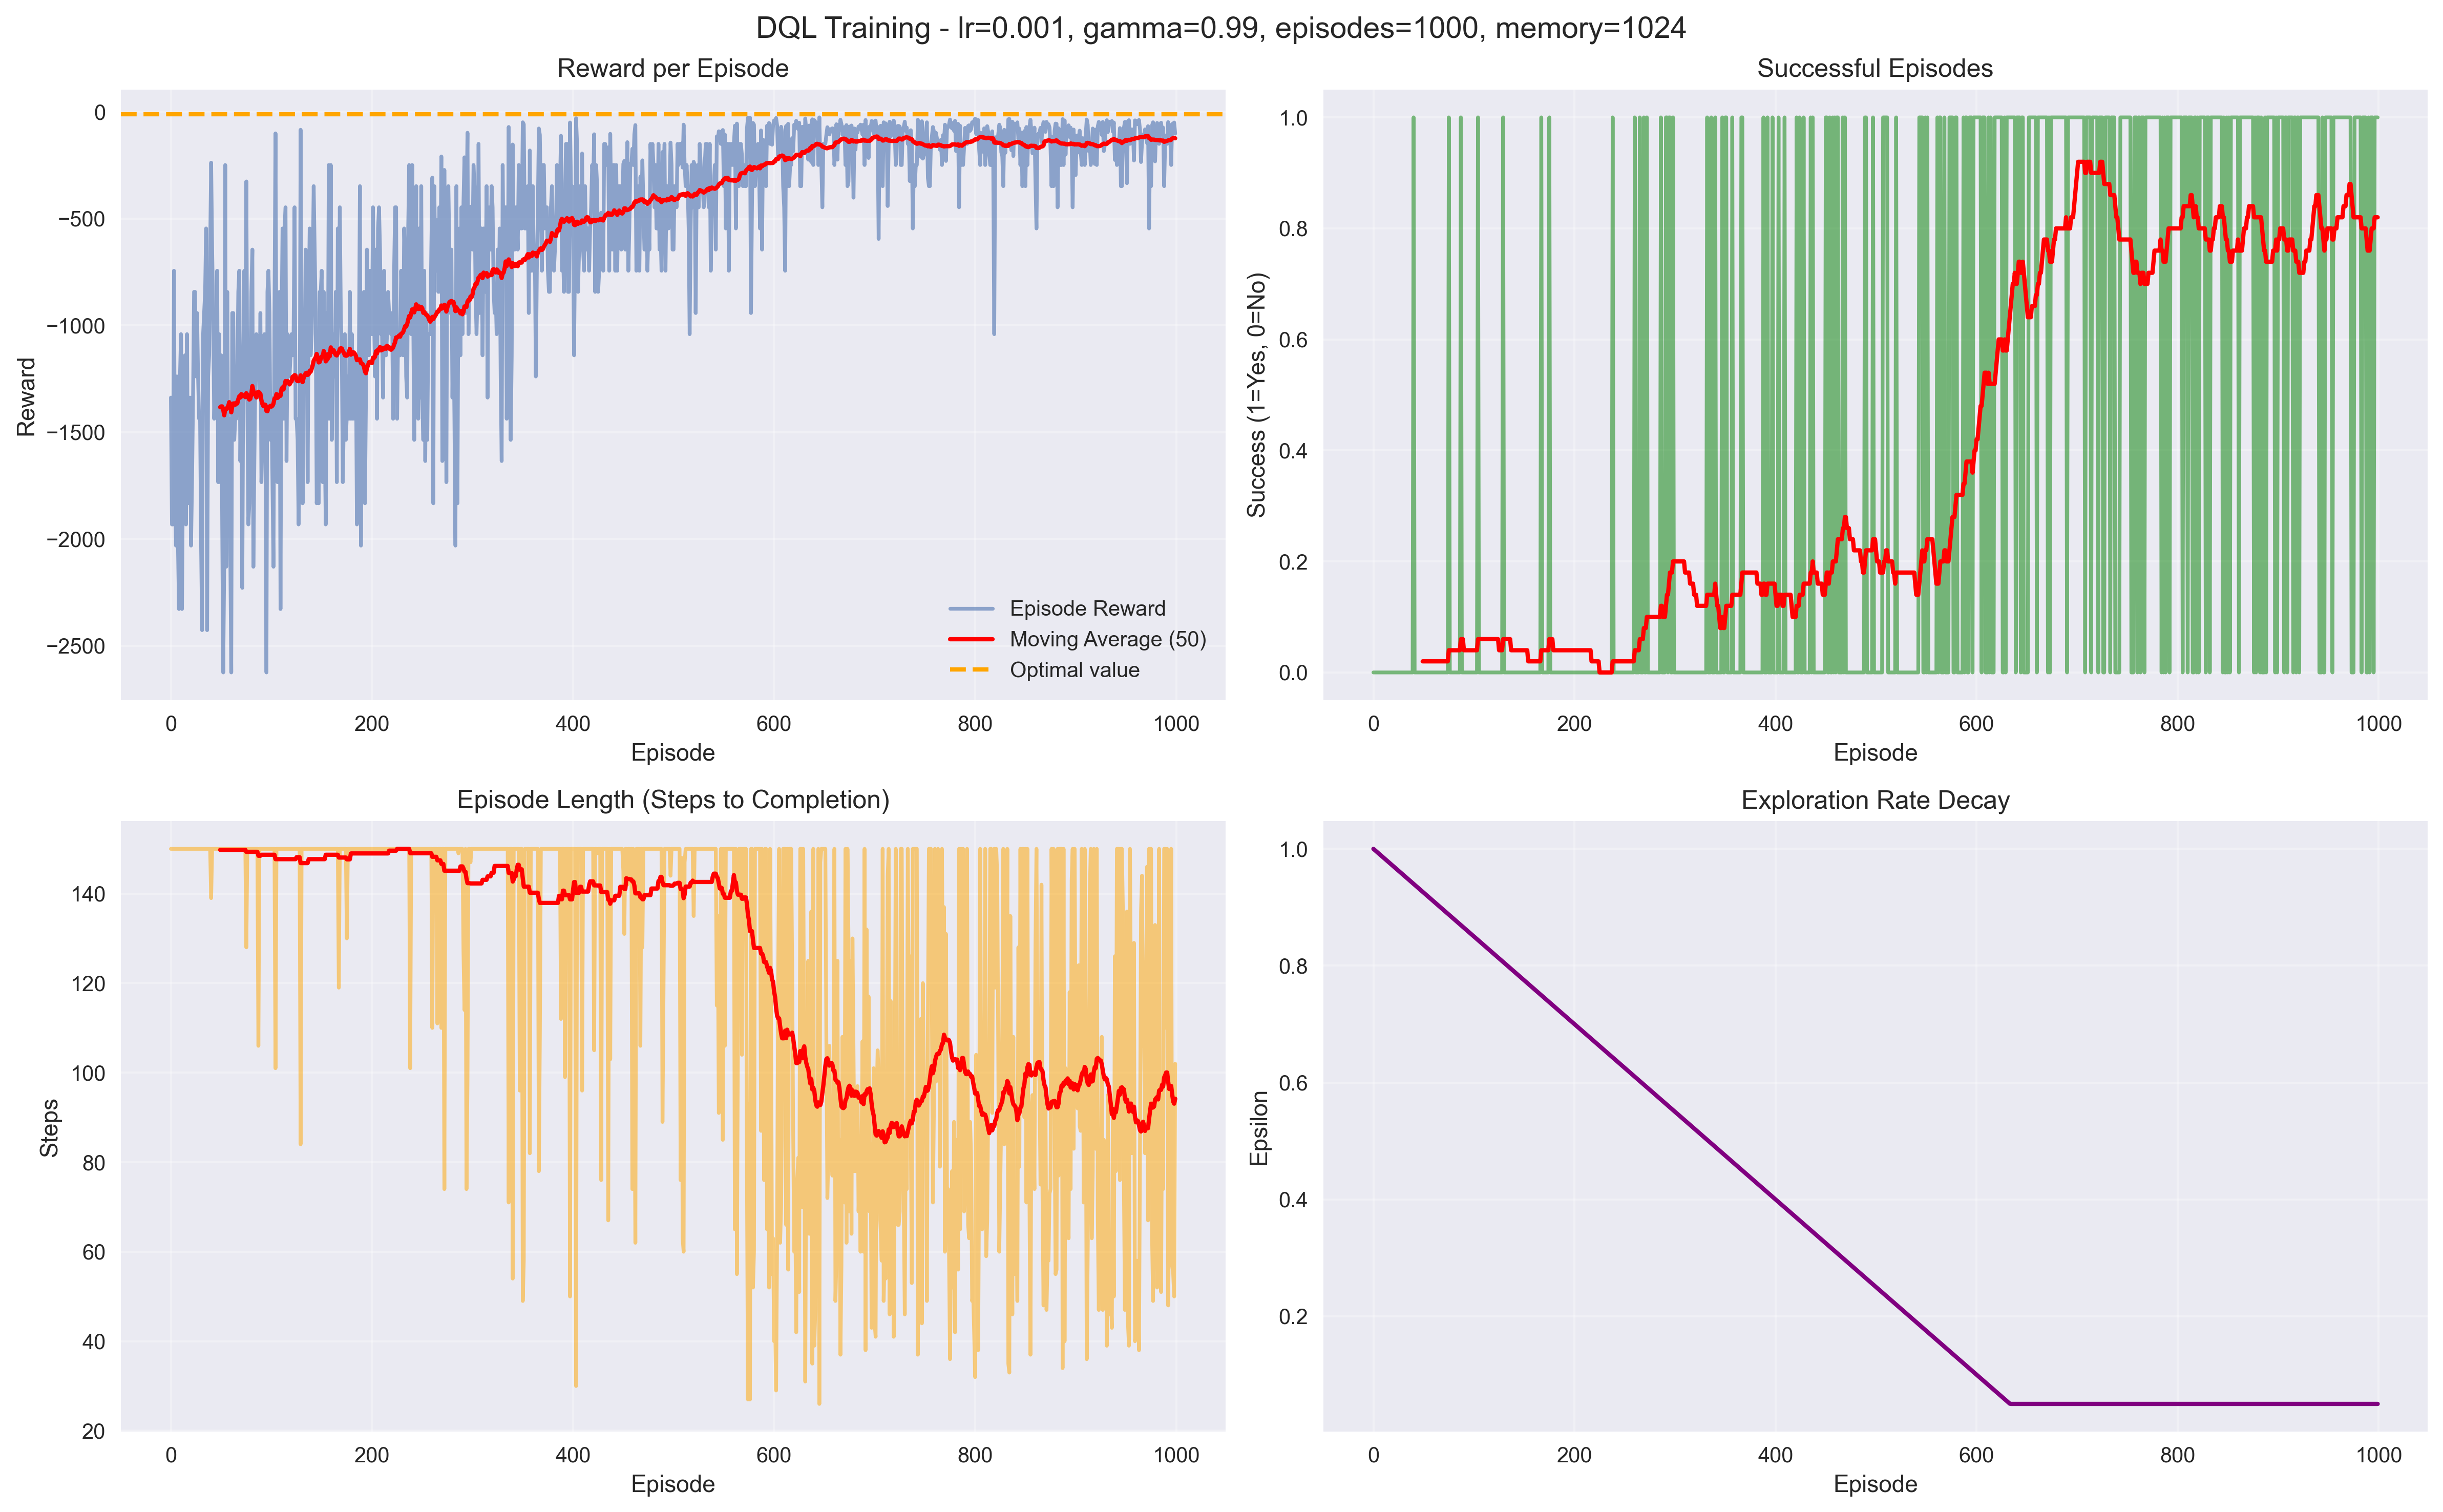 DQL Training - lr=0.001, gamma=0.99, episodes=1000, memory=1024
Reward per Episode
0
−500
−1000
−1500
−2000
−2500
Reward
Episode Reward
Moving Average (50)
Optimal value
0 200 400 600 800 1000
Episode
Successful Episodes
1.0
0.8
0.6
0.4
0.2
0.0
Success (1=Yes, 0=No)
0 200 400 600 800 1000
Episode
Episode Length (Steps to Completion)
140
120
100
80
60
40
20
Steps
0 200 400 600 800 1000
Episode
Exploration Rate Decay
1.0
0.8
0.6
0.4
0.2
Epsilon
0 200 400 600 800 1000
Episode